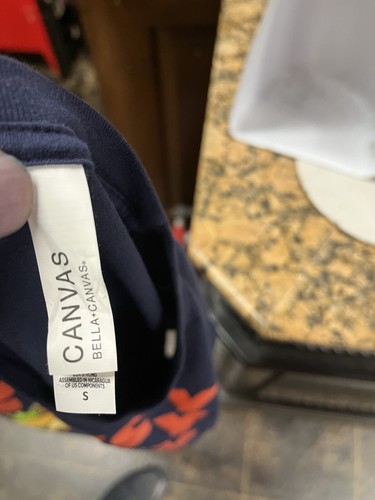 CANVAS
BELLA+CANVAS®
ASSEMBLED IN NICARAGUA
OF US COMPONENTS
S